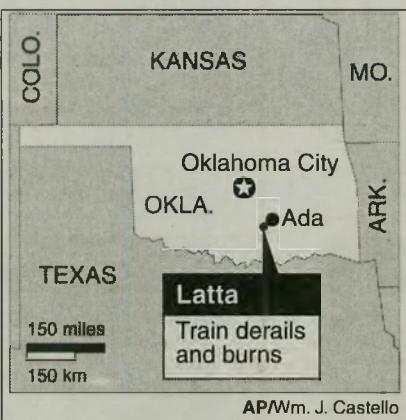 COLO.
KANSAS
MO.
Oklahoma City
OKLA.
Ada
ARK.
TEXAS
Latta
Train derails
and burns
150 miles
150 km
AP/Wm. J. Castello